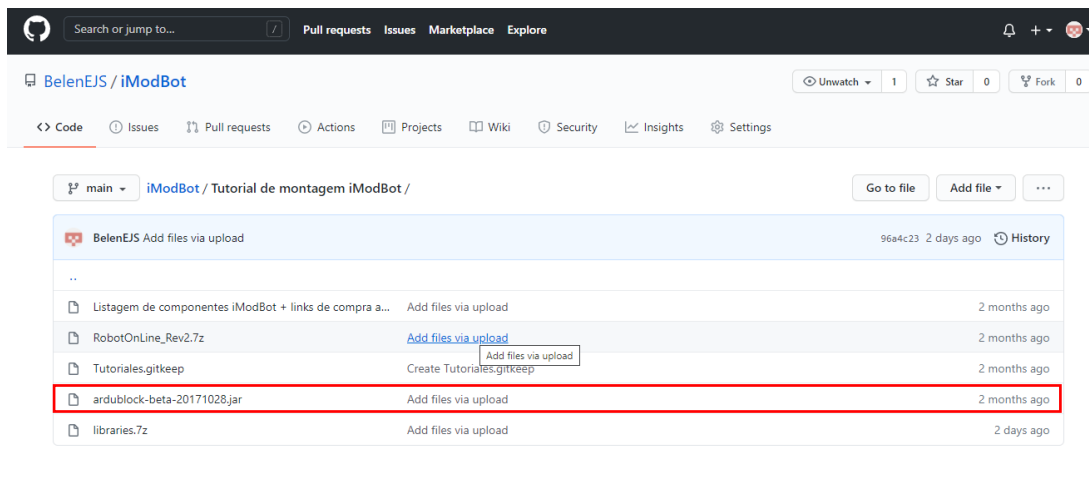 Search or jump to... / Pull requests Issues Marketplace Explore
BelenEJS / iModBot Unwatch 1 Star 0 Fork 0
Code Issues Pull requests Actions Projects Wiki Security Insights Settings
main iModBot / Tutorial de montagem iModBot / Go to file Add file ...
BelenEJS Add files via upload 96a4c23 2 days ago History
..
Listagem de componentes iModBot + links de compra a... Add files via upload 2 months ago
RobotOnLine_Rev2.7z Add files via upload 2 months ago
Add files via upload
Tutoriales.gitkeep Create Tutoriales.gitkeep 2 months ago
ardublock-beta-20171028.jar Add files via upload 2 months ago
libraries.7z Add files via upload 2 days ago